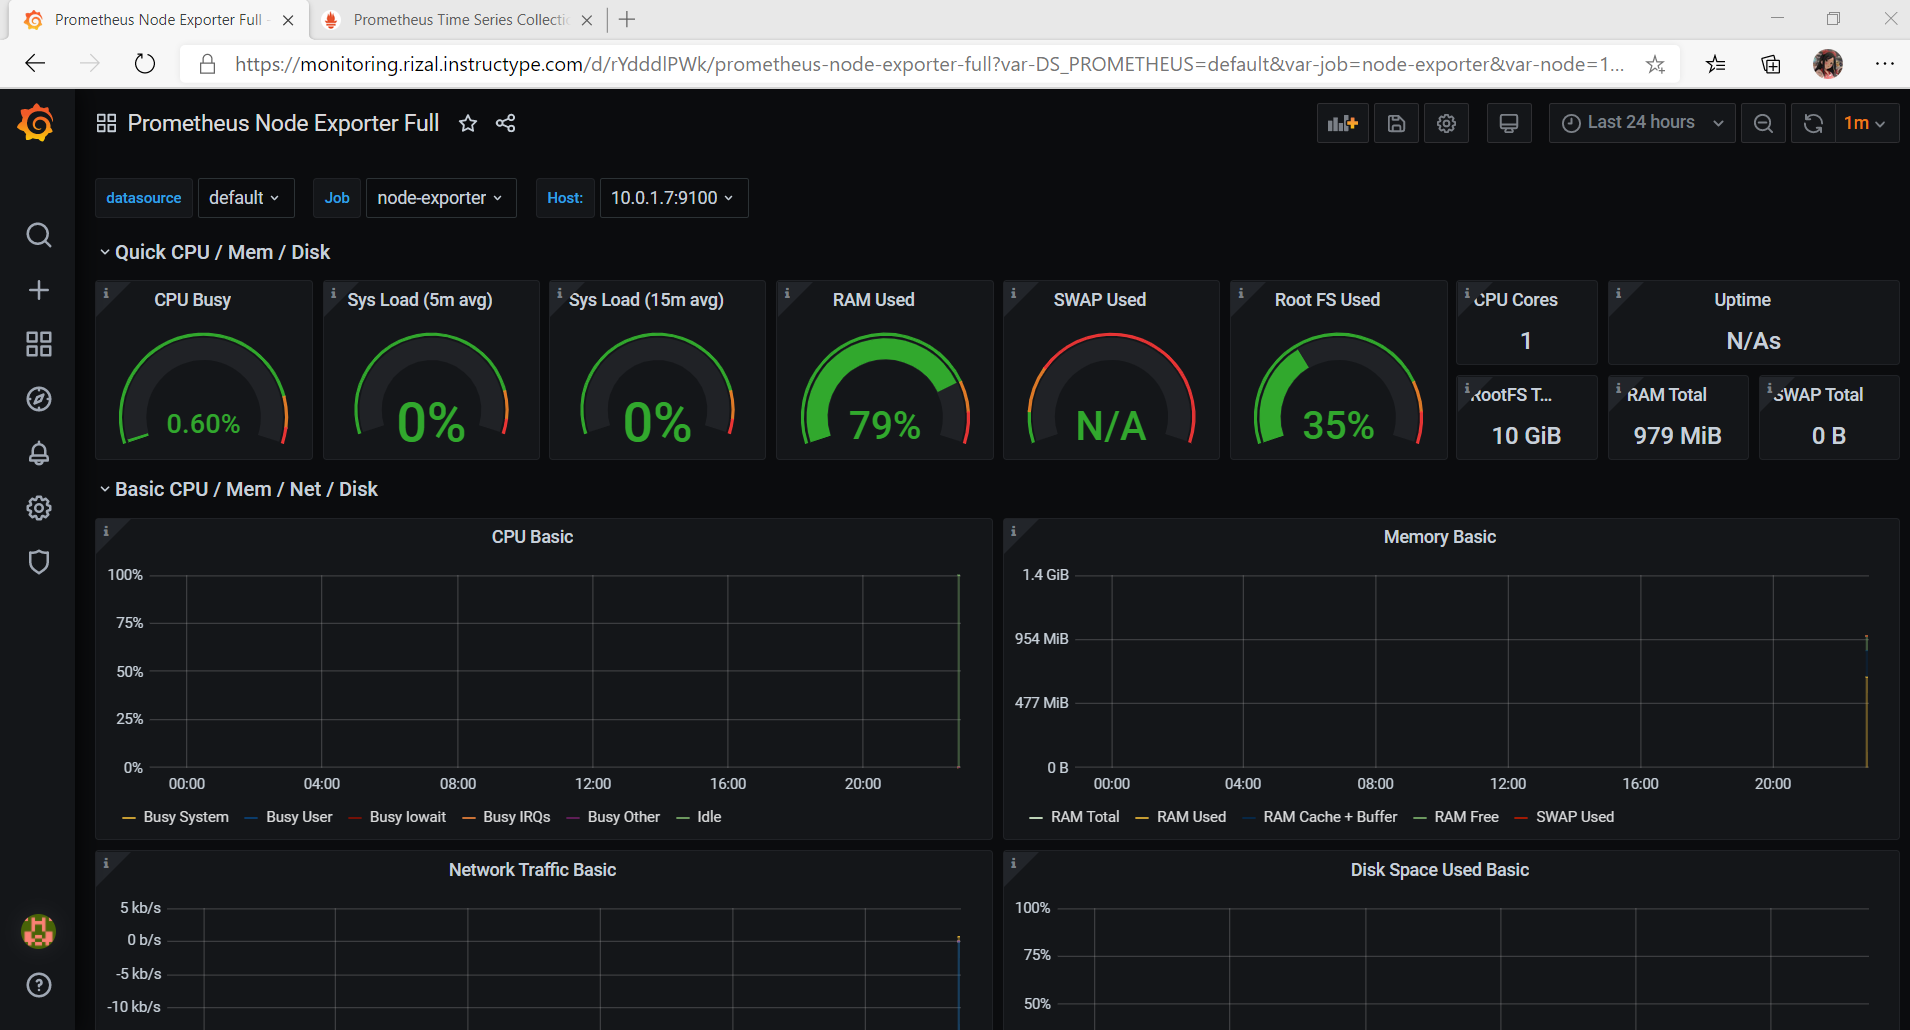 Prometheus Node Exporter Full -
Prometheus Time Series Collectio
https://monitoring.rizal.instructype.com/d/rYdddlPWk/prometheus-node-exporter-full?var-DS_PROMETHEUS=default&var-job=node-exporter&var-node=1...
Prometheus Node Exporter Full
Last 24 hours
1m
datasource default Job node-exporter Host: 10.0.1.7:9100
Quick CPU / Mem / Disk
CPU Busy
0.60%
Sys Load (5m avg)
0%
Sys Load (15m avg)
0%
RAM Used
79%
SWAP Used
N/A
Root FS Used
35%
CPU Cores
1
Uptime
N/As
RootFS T...
10 GiB
RAM Total
979 MiB
SWAP Total
0 B
Basic CPU / Mem / Net / Disk
CPU Basic
100%
75%
50%
25%
0%
00:00 04:00 08:00 12:00 16:00 20:00
Busy System Busy User Busy Iowait Busy IRQs Busy Other Idle
Memory Basic
1.4 GiB
954 MiB
477 MiB
0 B
00:00 04:00 08:00 12:00 16:00 20:00
RAM Total RAM Used RAM Cache + Buffer RAM Free SWAP Used
Network Traffic Basic
5 kb/s
0 b/s
-5 kb/s
-10 kb/s
Disk Space Used Basic
100%
75%
50%